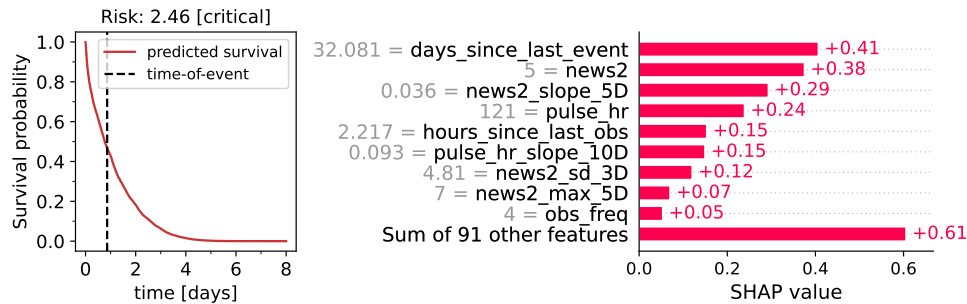 Risk: 2.46 [critical]
Survival probability
1.0
0.8
0.6
0.4
0.2
0.0
predicted survival
time-of-event
0 2 4 6 8
time [days]
32.081 = days_since_last_event +0.41
5 = news2 +0.38
0.036 = news2_slope_5D +0.29
121 = pulse_hr +0.24
2.217 = hours_since_last_obs +0.15
0.093 = pulse_hr_slope_10D +0.15
4.81 = news2_sd_3D +0.12
7 = news2_max_5D +0.07
4 = obs_freq +0.05
Sum of 91 other features +0.61
0.0 0.2 0.4 0.6
SHAP value